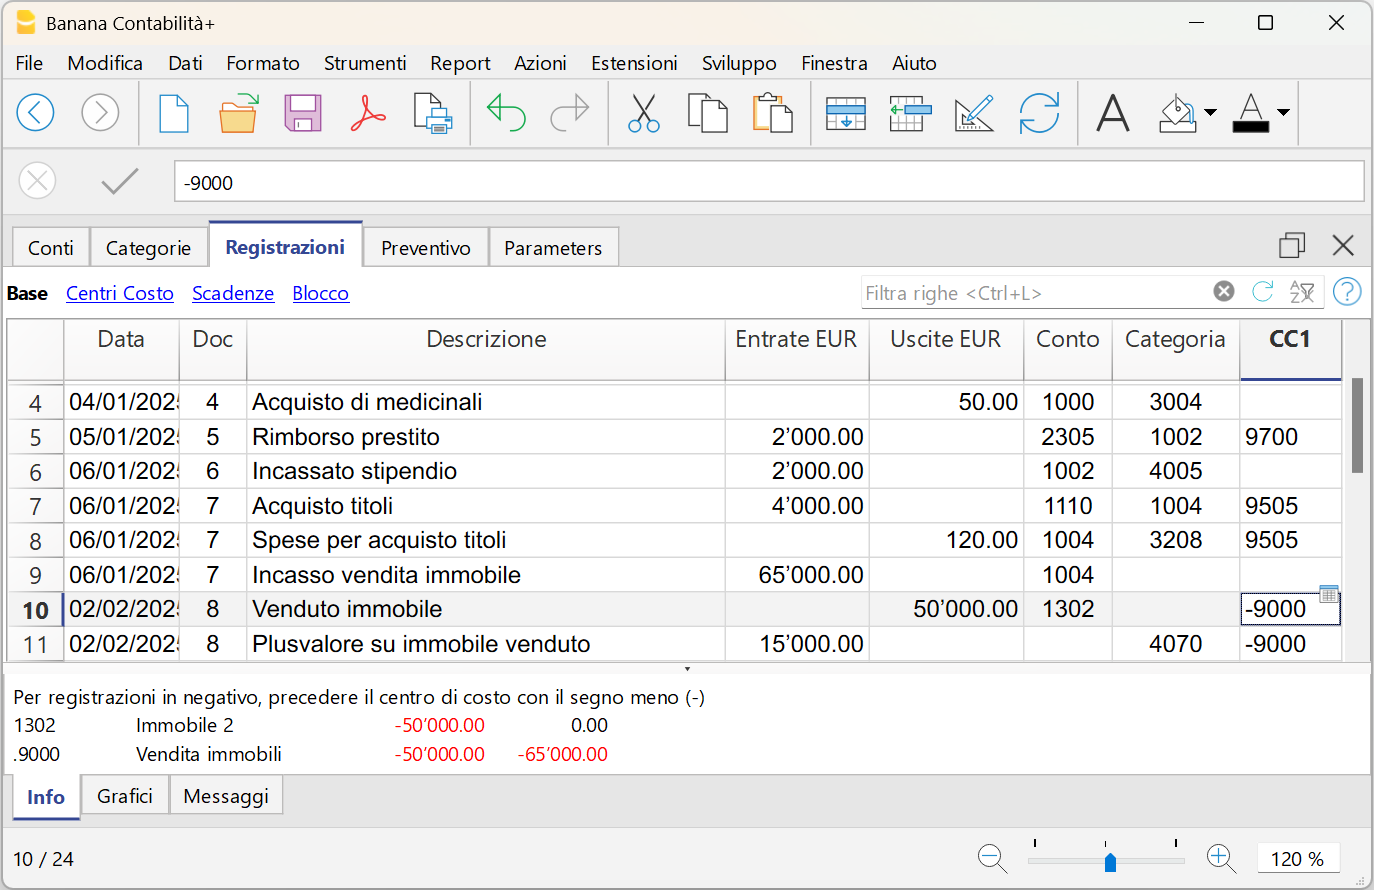 Banana Contabilità+
File Modifica Dati Formato Strumenti Report Azioni Estensioni Sviluppo Finestra Aiuto
-9000
Conti Categorie Registrazioni Preventivo Parameters
Base Centri Costo Scadenze Blocco Filtra righe <Ctrl+L>
Data Doc Descrizione Entrate EUR Uscite EUR Conto Categoria CC1
4 04/01/2025 4 Acquisto di medicinali 50.00 1000 3004
5 05/01/2025 5 Rimborso prestito 2’000.00 2305 1002 9700
6 06/01/2025 6 Incassato stipendio 2’000.00 1002 4005
7 06/01/2025 7 Acquisto titoli 4’000.00 1110 1004 9505
8 06/01/2025 7 Spese per acquisto titoli 120.00 1004 3208 9505
9 06/01/2025 7 Incasso vendita immobile 65’000.00 1004
10 02/02/2025 8 Venduto immobile 50’000.00 1302 -9000
11 02/02/2025 8 Plusvalore su immobile venduto 15’000.00 4070 -9000
Per registrazioni in negativo, precedere il centro di costo con il segno meno (-)
1302 Immobile 2 -50’000.00 0.00
.9000 Vendita immobili -50’000.00 -65’000.00
Info Grafici Messaggi
10 / 24 120 %